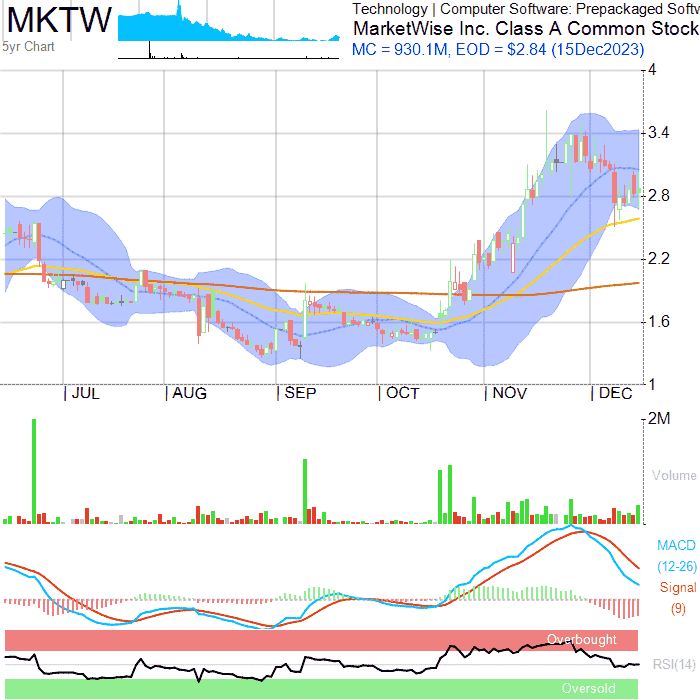 MKTW
5yr Chart
Technology | Computer Software: Prepackaged Softw
MarketWise Inc. Class A Common Stock
MC = 930.1M, EOD = $2.84 (15Dec2023)
4
3.4
2.8
2.2
1.6
1
JUL AUG SEP OCT NOV DEC
2M
Volume
MACD
(12-26)
Signal
(9)
Overbought
RSI(14)
Oversold